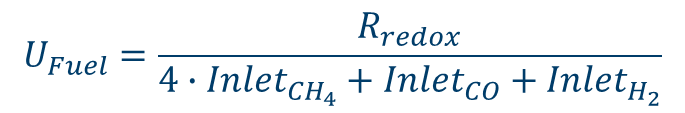 U_Fuel = R_redox / (4 · Inlet_CH₄ + Inlet_CO + Inlet_H₂)